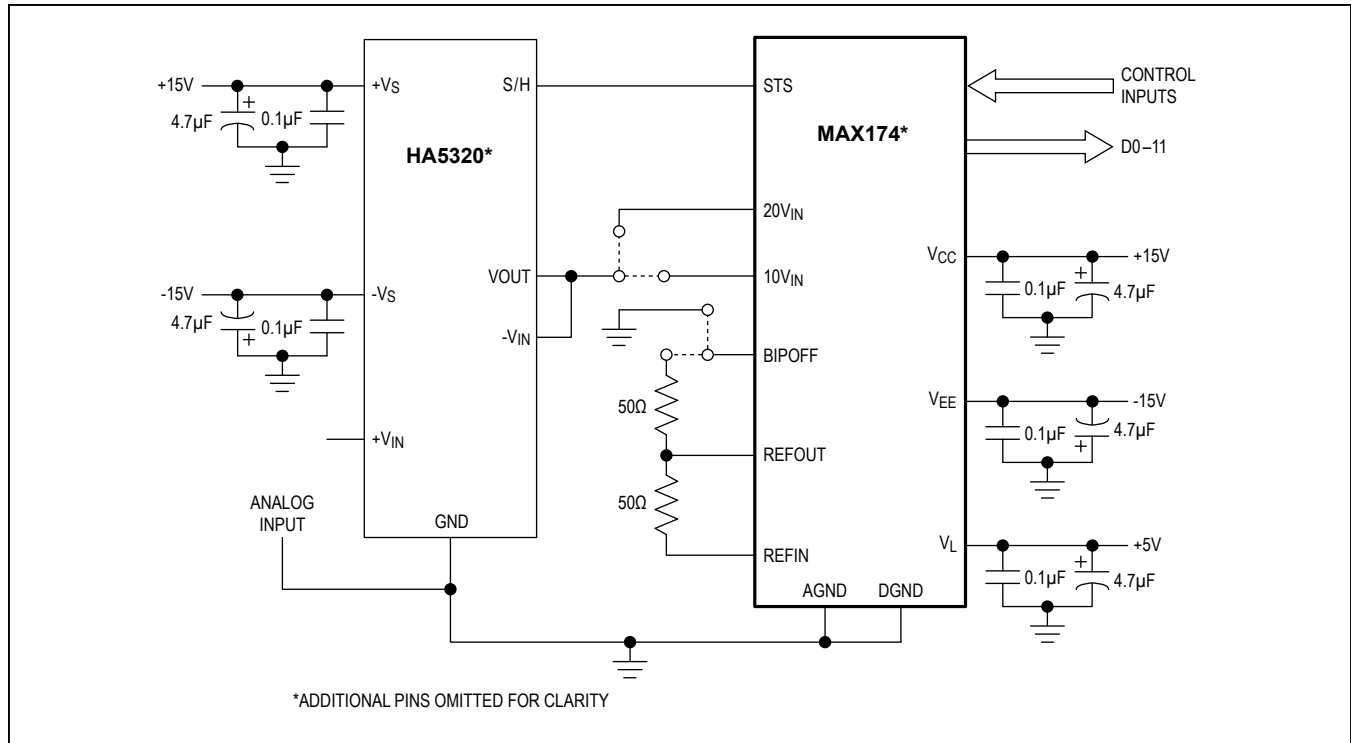 +15V
4.7µF
+
0.1µF
+VS
S/H
HA5320*
-15V
4.7µF
+
0.1µF
-VS
VOUT
-VIN
+VIN
ANALOG
INPUT
GND
STS
MAX174*
CONTROL
INPUTS
D0–11
20VIN
10VIN
BIPOFF
50Ω
REFOUT
50Ω
REFIN
AGND
DGND
VCC
+15V
0.1µF
+
4.7µF
VEE
-15V
0.1µF
+
4.7µF
VL
+5V
0.1µF
+
4.7µF
*ADDITIONAL PINS OMITTED FOR CLARITY